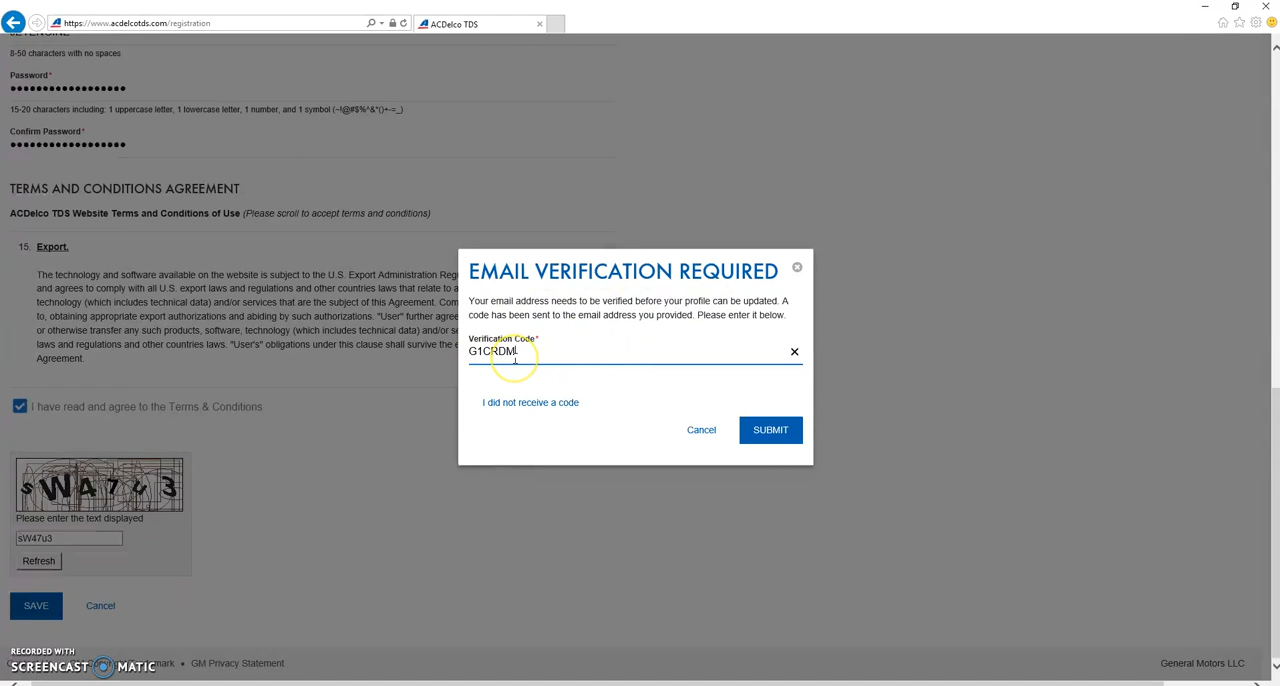 https://www.acdelcotds.com/registration
ACDelco TDS
8-50 characters with no spaces
Password*
15-20 characters including: 1 uppercase letter, 1 lowercase letter, 1 number, and 1 symbol (~!@#$%^&*()+-=_)
Confirm Password*
TERMS AND CONDITIONS AGREEMENT
ACDelco TDS Website Terms and Conditions of Use (Please scroll to accept terms and conditions)
15. Export.
The technology and software available on the website is subject to the U.S. Export Administration
and agrees to comply with all U.S. export laws and regulations and other countries laws that relate to
technology (which includes technical data) and/or services that are the subject of this Agreement.
to, obtaining appropriate export authorizations and abiding by such authorizations. "User" further
or otherwise transfer any such products, software, technology (which includes technical data) and/or
laws and regulations and other countries laws. "User's" obligations under this clause shall survive the
Agreement.
I have read and agree to the Terms & Conditions
EMAIL VERIFICATION REQUIRED
Your email address needs to be verified before your profile can be updated. A
code has been sent to the email address you provided. Please enter it below.
Verification Code*
G1CRDM
I did not receive a code
Cancel
SUBMIT
sW47u3
Please enter the text displayed
sW47u3
Refresh
SAVE
Cancel
RECORDED WITH
SCREENCAST MATIC
GM Privacy Statement
General Motors LLC